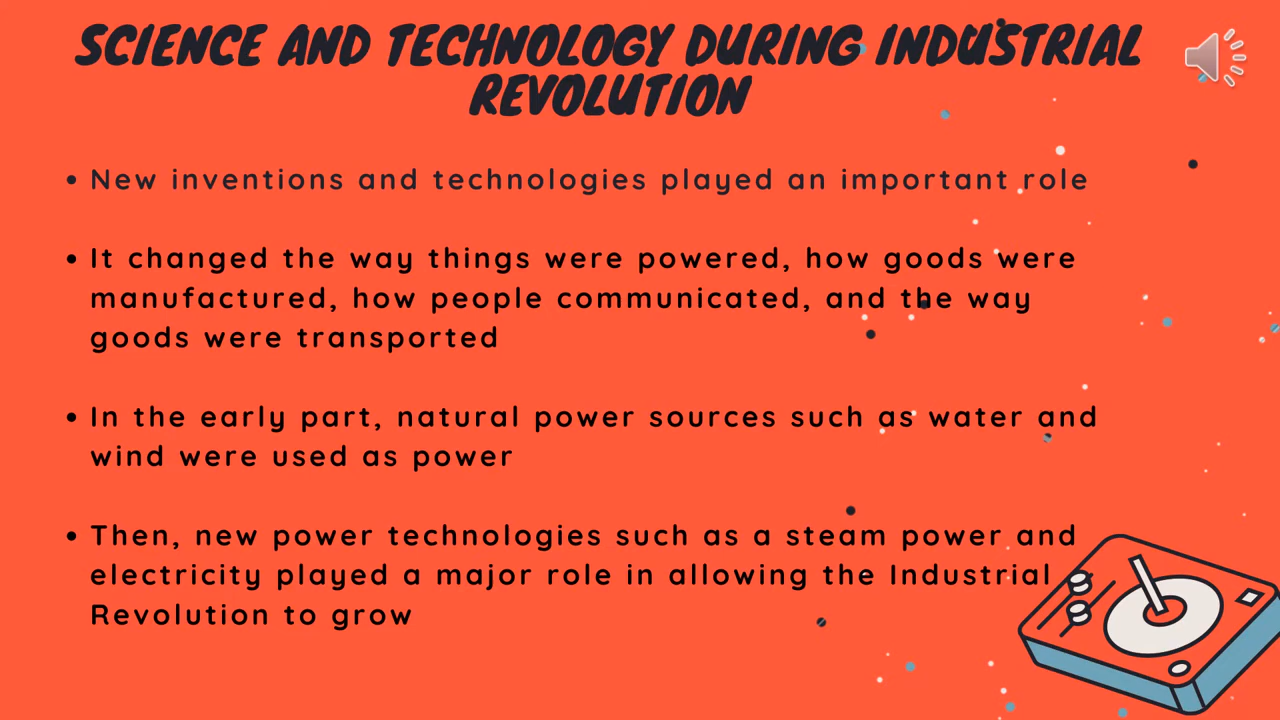 SCIENCE AND TECHNOLOGY DURING INDUSTRIAL
REVOLUTION
• New inventions and technologies played an important role
• It changed the way things were powered, how goods were
manufactured, how people communicated, and the way
goods were transported
• In the early part, natural power sources such as water and
wind were used as power
• Then, new power technologies such as a steam power and
electricity played a major role in allowing the Industrial
Revolution to grow